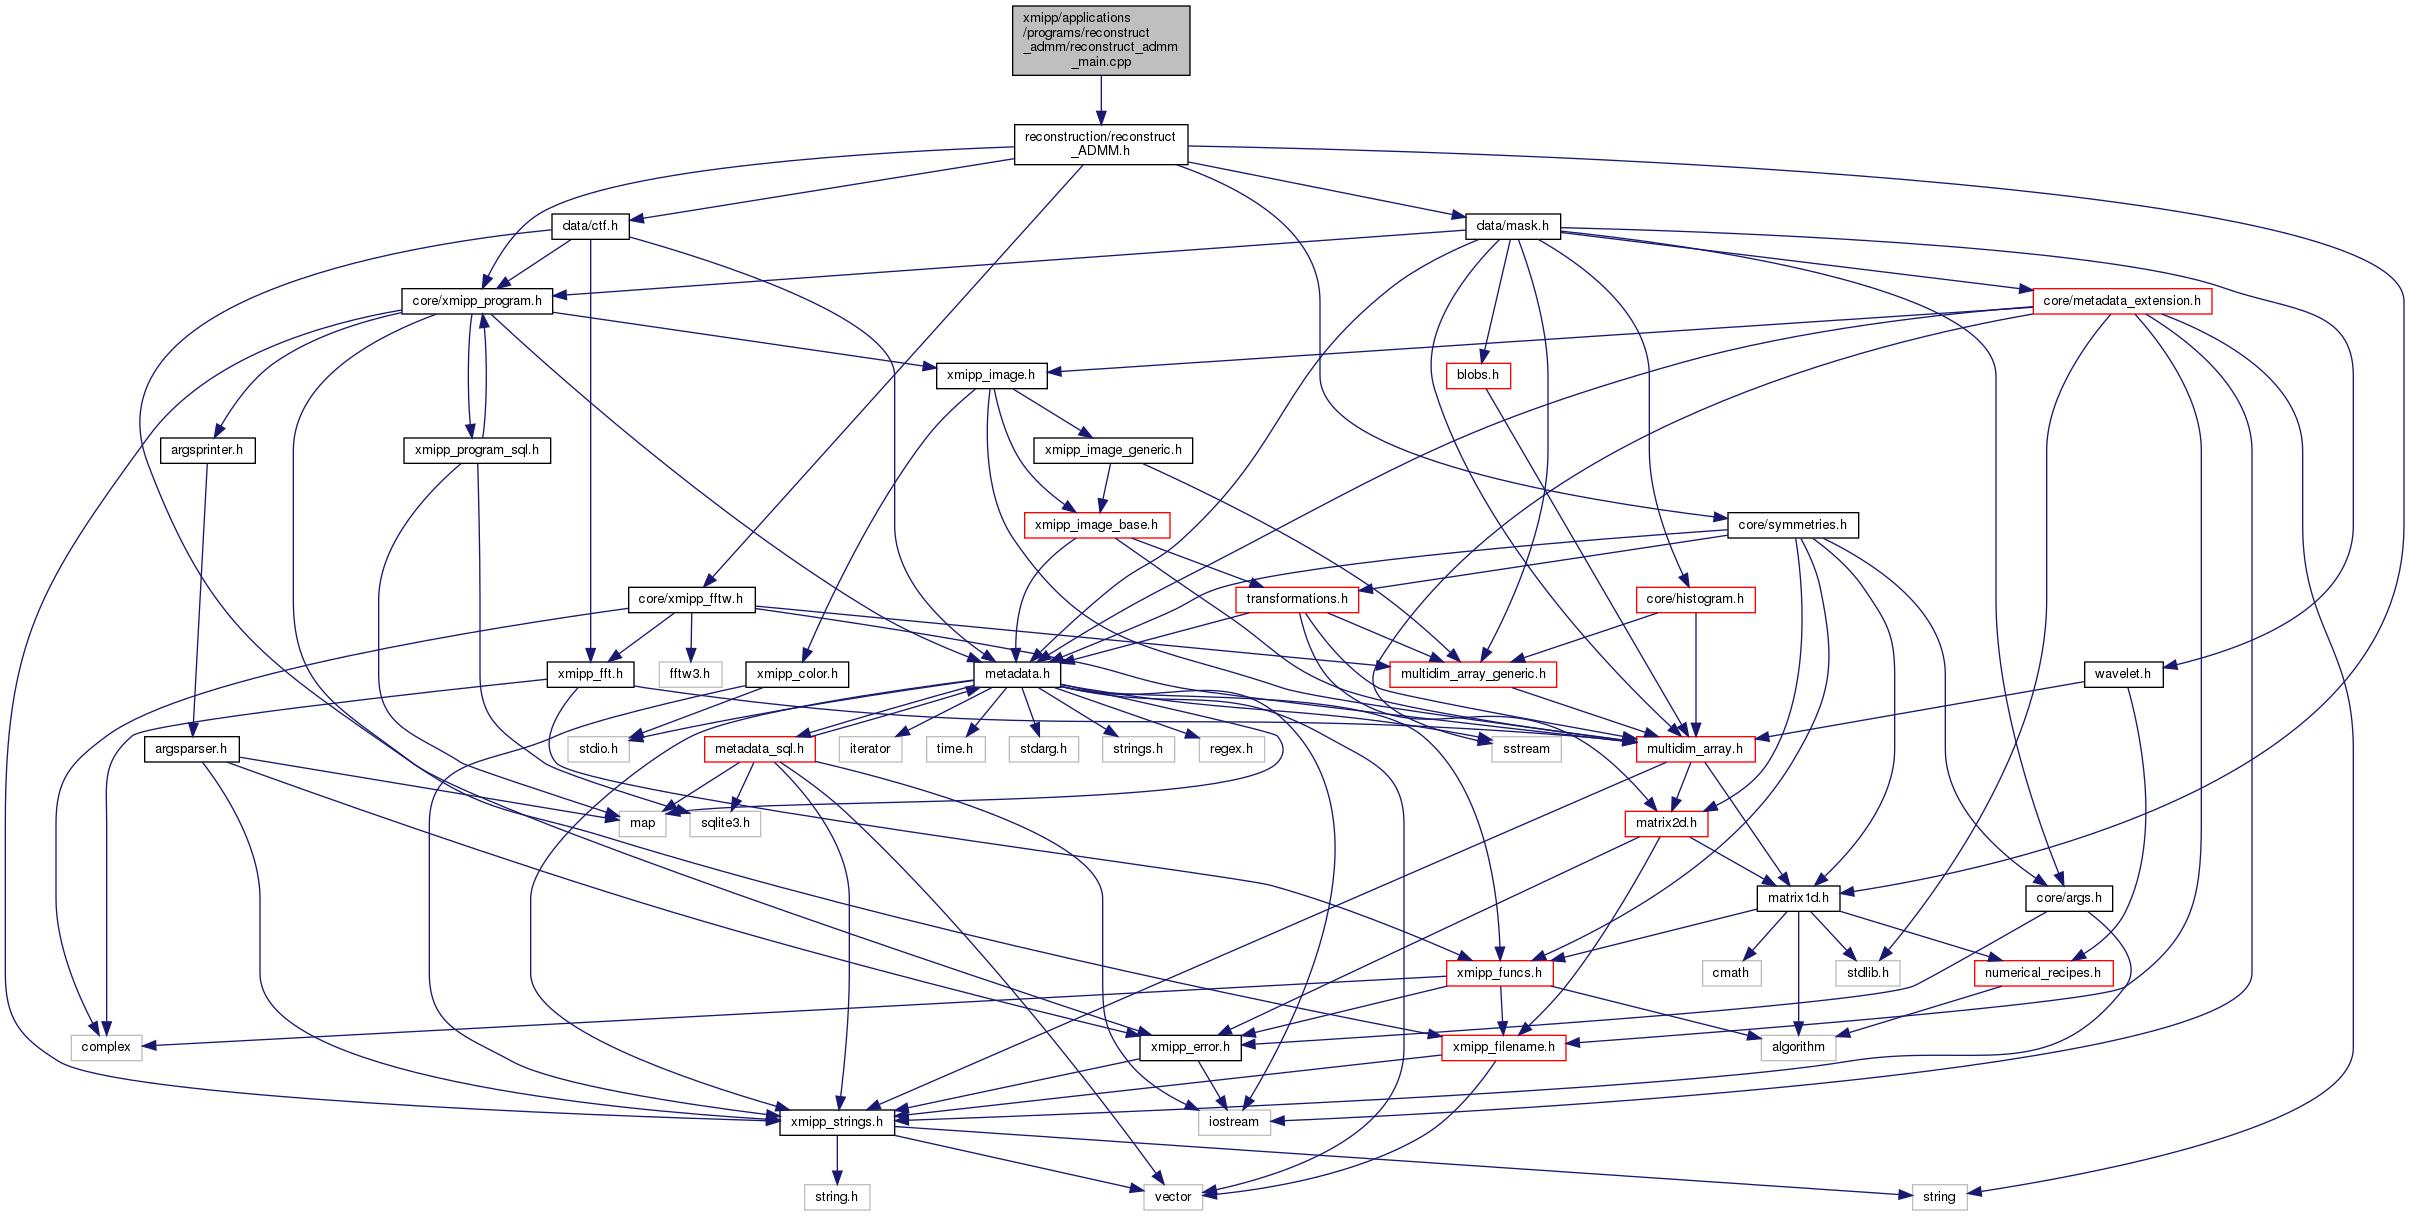 xmipp/applications
/programs/reconstruct
_admm/reconstruct_admm
_main.cpp
reconstruction/reconstruct
_ADMM.h
data/ctf.h
data/mask.h
core/xmipp_program.h
core/metadata_extension.h
xmipp_image.h
blobs.h
argsprinter.h
xmipp_program_sql.h
xmipp_image_generic.h
xmipp_image_base.h
core/symmetries.h
core/xmipp_fftw.h
transformations.h
core/histogram.h
xmipp_fft.h
fftw3.h
xmipp_color.h
metadata.h
multidim_array_generic.h
wavelet.h
argsparser.h
stdio.h
metadata_sql.h
iterator
time.h
stdarg.h
strings.h
regex.h
sstream
multidim_array.h
map
sqlite3.h
matrix2d.h
matrix1d.h
core/args.h
xmipp_funcs.h
cmath
stdlib.h
numerical_recipes.h
complex
xmipp_error.h
xmipp_filename.h
algorithm
xmipp_strings.h
iostream
string.h
vector
string